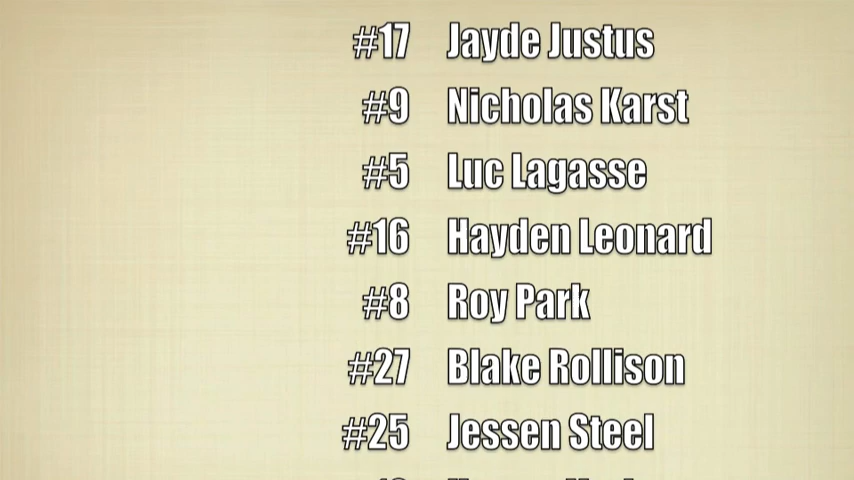 #17 Jayde Justus
#9 Nicholas Karst
#5 Luc Lagasse
#16 Hayden Leonard
#8 Roy Park
#27 Blake Rollison
#25 Jessen Steel